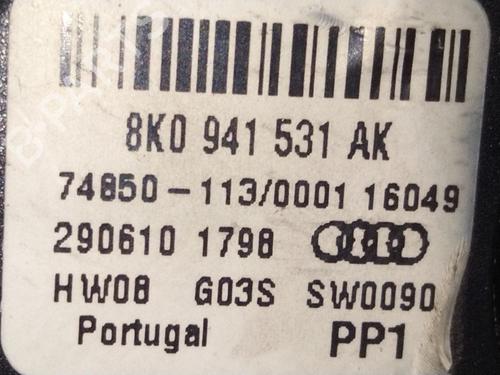 8K0 941 531 AK
74850-113/0001 16049
290610 1798
HW08 G03S SW0090
Portugal PP1